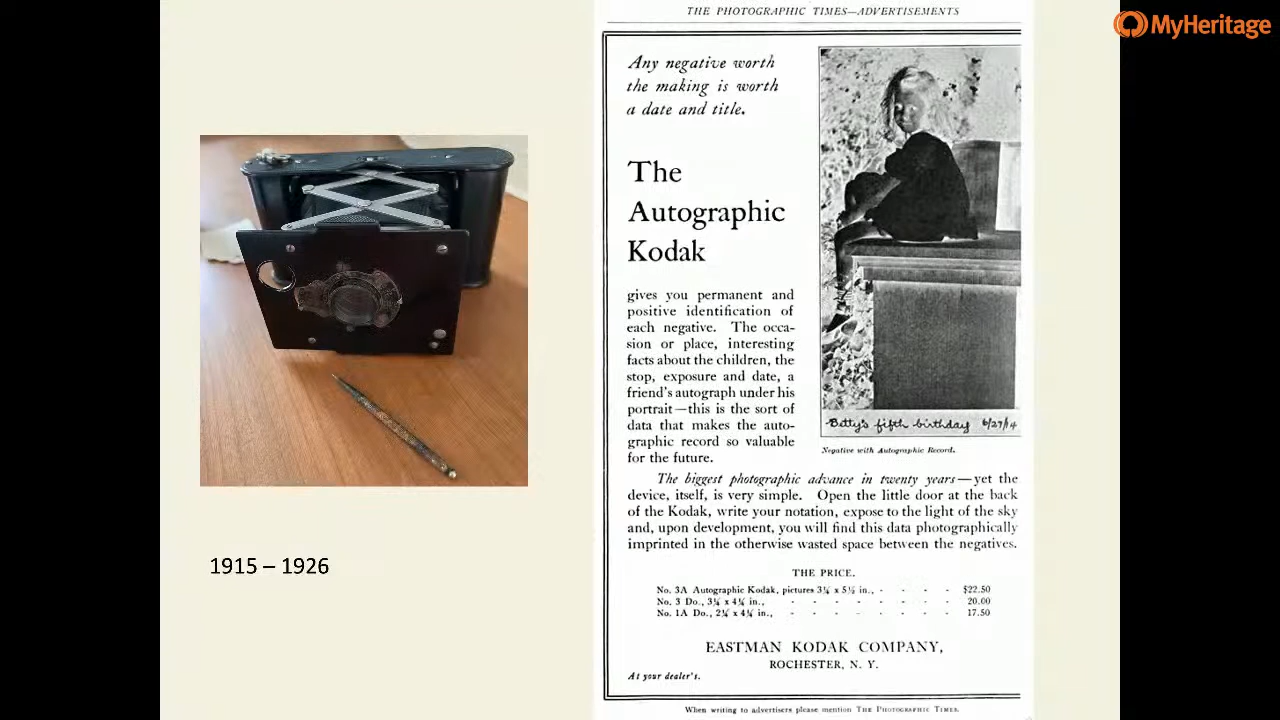 THE PHOTOGRAPHIC TIMES—ADVERTISEMENTS
MyHeritage
Any negative worth
the making is worth
a date and title.
The
Autographic
Kodak
gives you permanent and
positive identification of
each negative. The occa-
sion or place, interesting
facts about the children, the
stop, exposure and date, a
friend's autograph under his
portrait—this is the sort of
data that makes the auto-
graphic record so valuable
for the future.
Betty's fifth birthday 6/27/14
Negative with Autographic Record.
The biggest photographic advance in twenty years—yet the
device, itself, is very simple. Open the little door at the back
of the Kodak, write your notation, expose to the light of the sky
and, upon development, you will find this data photographically
imprinted in the otherwise wasted space between the negatives.
THE PRICE.
No. 3A Autographic Kodak, pictures 3¼ x 5½ in., - - - - $22.50
No. 3 Do., 3¼ x 4¼ in., - - - - - - - - 20.00
No. 1A Do., 2½ x 4¼ in., - - - - - - - - 17.50
EASTMAN KODAK COMPANY,
ROCHESTER, N. Y.
At your dealer's.
When writing to advertisers please mention THE PHOTOGRAPHIC TIMES.
1915 – 1926